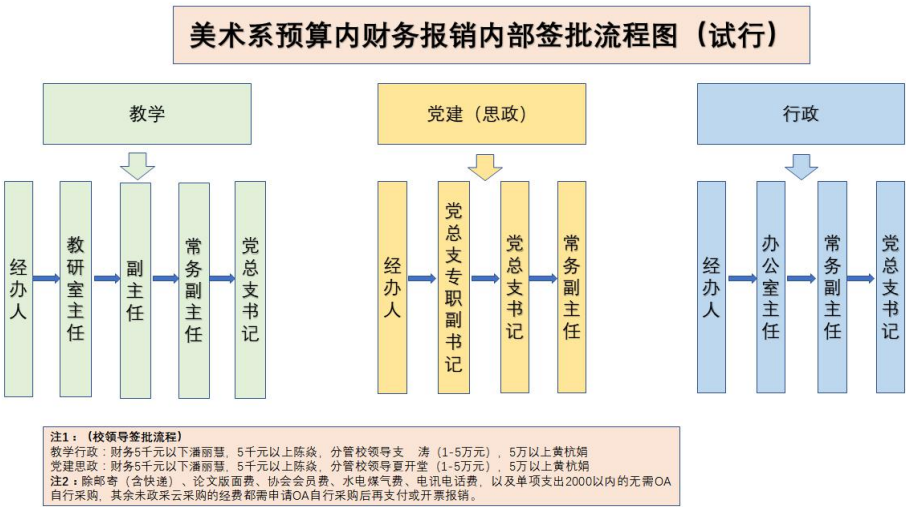 美术系预算内财务报销内部签批流程图（试行）
教学
党建（思政）
行政
经办人
教研室主任
副主任
常务副主任
党总支书记
经办人
党总支专职副书记
党总支书记
常务副主任
经办人
办公室主任
常务副主任
党总支书记
注1：（校领导签批流程）
教学行政：财务5千元以下潘丽慧，5千元以上陈焱，分管校领导支　涛（1-5万元），5万以上黄杭娟
党建思政：财务5千元以下潘丽慧，5千元以上陈焱，分管校领导夏开堂（1-5万元），5万以上黄杭娟
注2：除邮寄（含快递）、论文版面费、协会会员费、水电煤气费、电讯电话费，以及单项支出2000以内的无需OA
自行采购，其余未政采云采购的经费都需申请OA自行采购后再支付或开票报销。